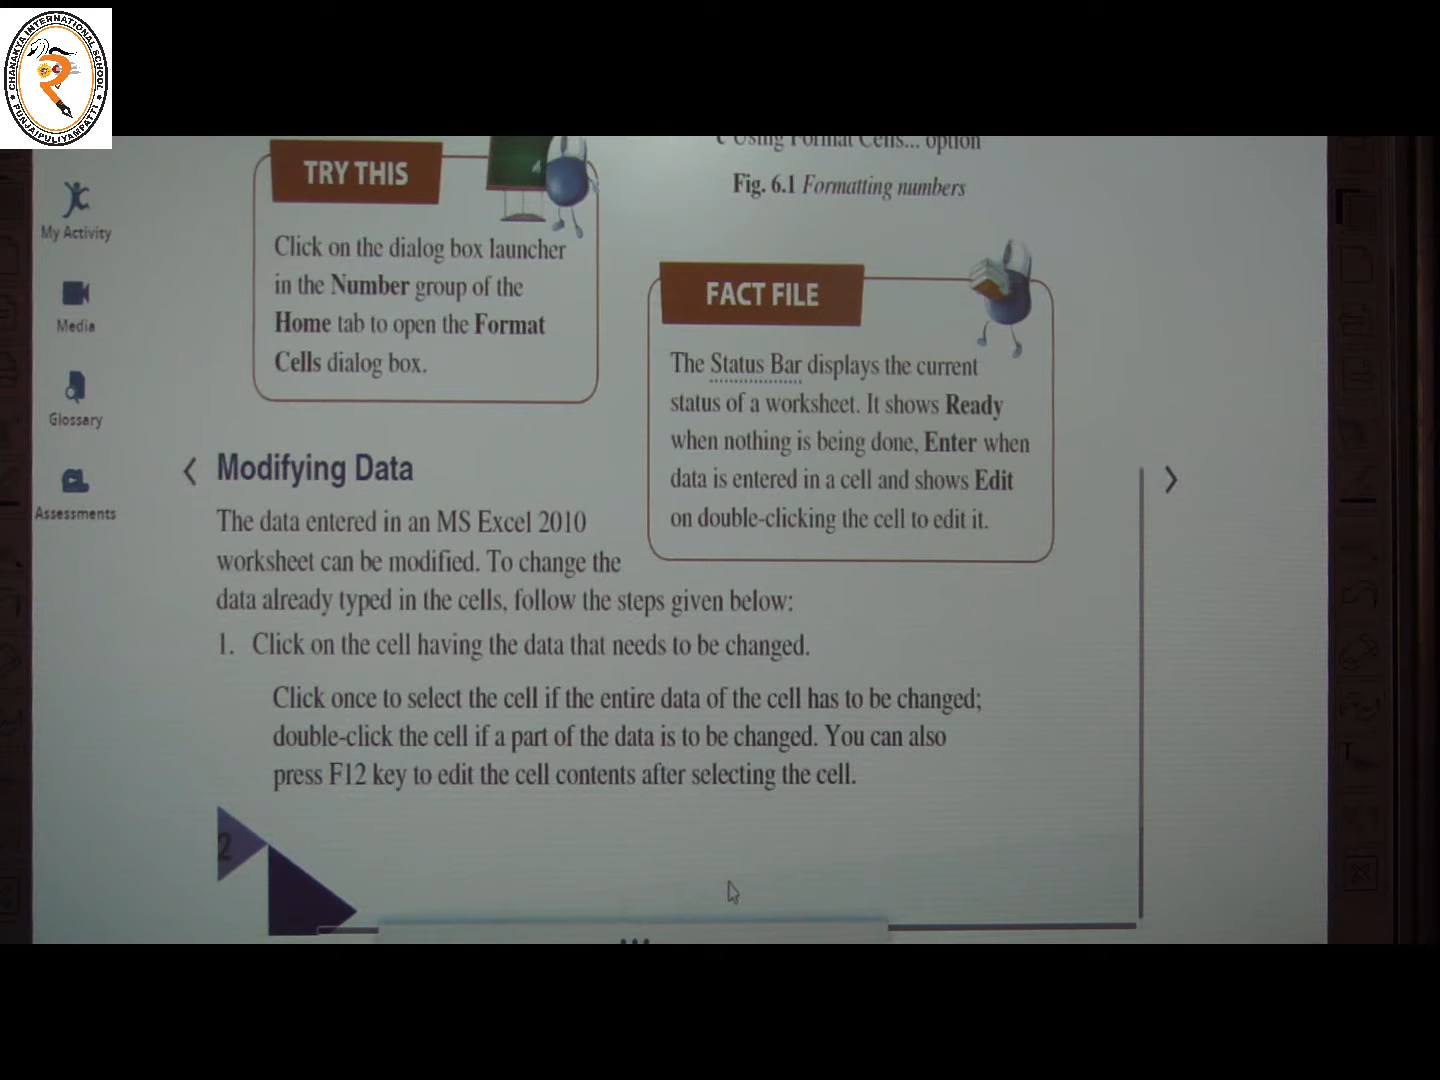 CHANAKYA INTERNATIONAL SCHOOL
PUNJAIPULIYAMPATTI
My Activity
Media
Glossary
Assessments
TRY THIS
Click on the dialog box launcher
in the Number group of the
Home tab to open the Format
Cells dialog box.
Using Format Cells... option
Fig. 6.1 Formatting numbers
FACT FILE
The Status Bar displays the current
status of a worksheet. It shows Ready
when nothing is being done, Enter when
data is entered in a cell and shows Edit
on double-clicking the cell to edit it.
Modifying Data
The data entered in an MS Excel 2010
worksheet can be modified. To change the
data already typed in the cells, follow the steps given below:
1. Click on the cell having the data that needs to be changed.
Click once to select the cell if the entire data of the cell has to be changed;
double-click the cell if a part of the data is to be changed. You can also
press F12 key to edit the cell contents after selecting the cell.
2